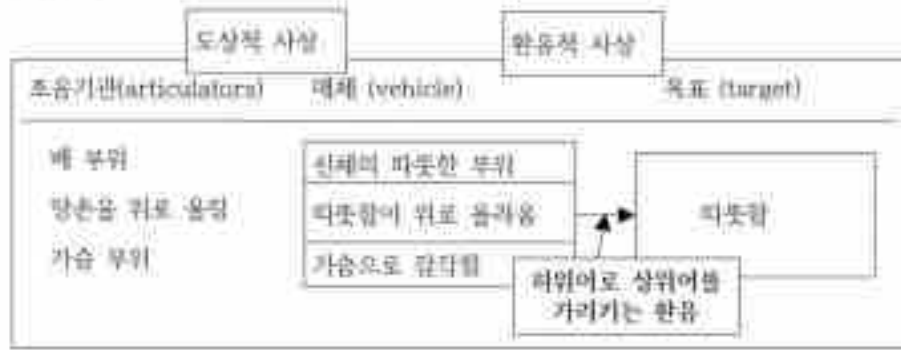 도상적 사상
환유적 사상
조음기관(articulators) 매체 (vehicle) 목표 (target)
배 부위
신체의 따뜻한 부위
양손을 위로 올림
따뜻함이 위로 올라옴
따뜻함
가슴 부위
가슴으로 감각됨
하위어로 상위어를
가리키는 환유